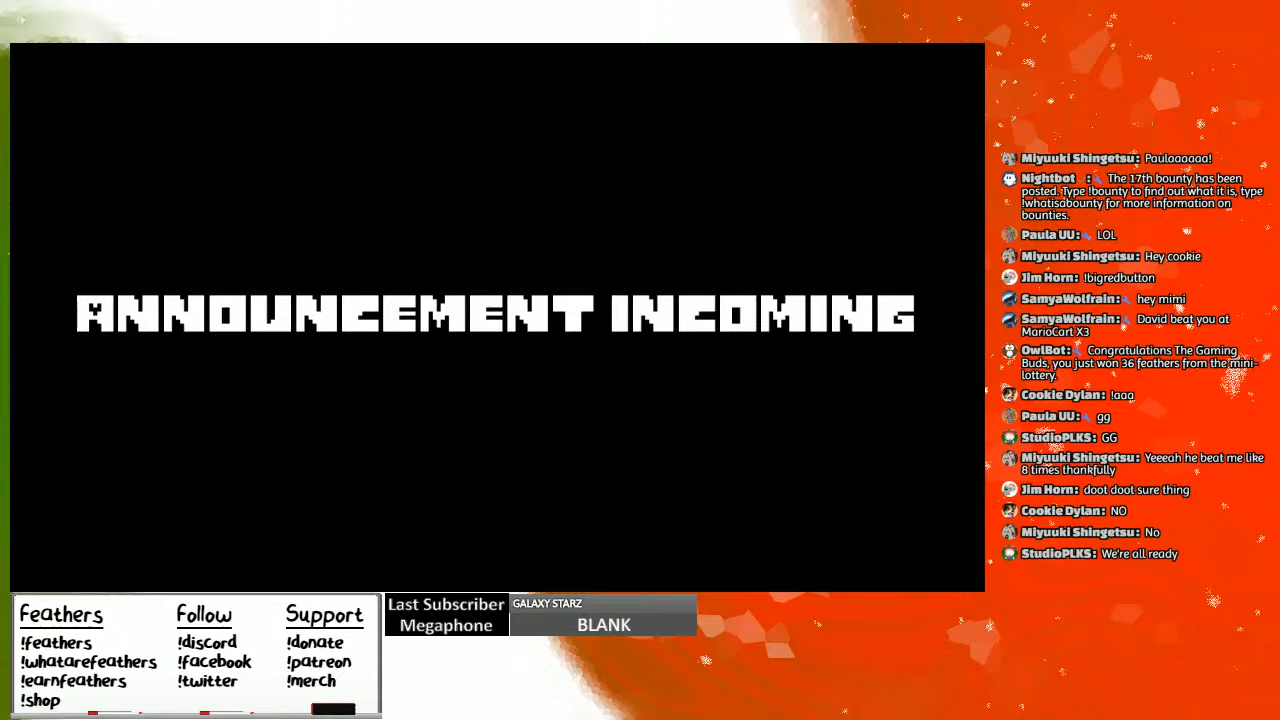 ANNOUNCEMENT INCOMING
Miyuuki Shingetsu: Paulaaaaaa!
Nightbot : The 17th bounty has been
posted. Type !bounty to find out what it is, type
!whatisabounty for more information on
bounties.
Paula UU: LOL
Miyuuki Shingetsu: Hey cookie
Jim Horn: !bigredbutton
SamyaWolfrain: hey mimi
SamyaWolfrain: David beat you at
MarioCart X3
OwlBot: Congratulations The Gaming
Buds, you just won 36 feathers from the mini-
lottery.
Cookie Dylan: !aaa
Paula UU: gg
StudioPLKS: GG
Miyuuki Shingetsu: Yeeeah he beat me like
8 times thankfully
Jim Horn: doot doot sure thing
Cookie Dylan: NO
Miyuuki Shingetsu: No
StudioPLKS: We're all ready
Feathers
!feathers
!whatarefeathers
!earnfeathers
!shop
Follow
!discord
!facebook
!twitter
Support
!donate
!patreon
!merch
Last Subscriber
Megaphone
GALAXY STARZ
BLANK